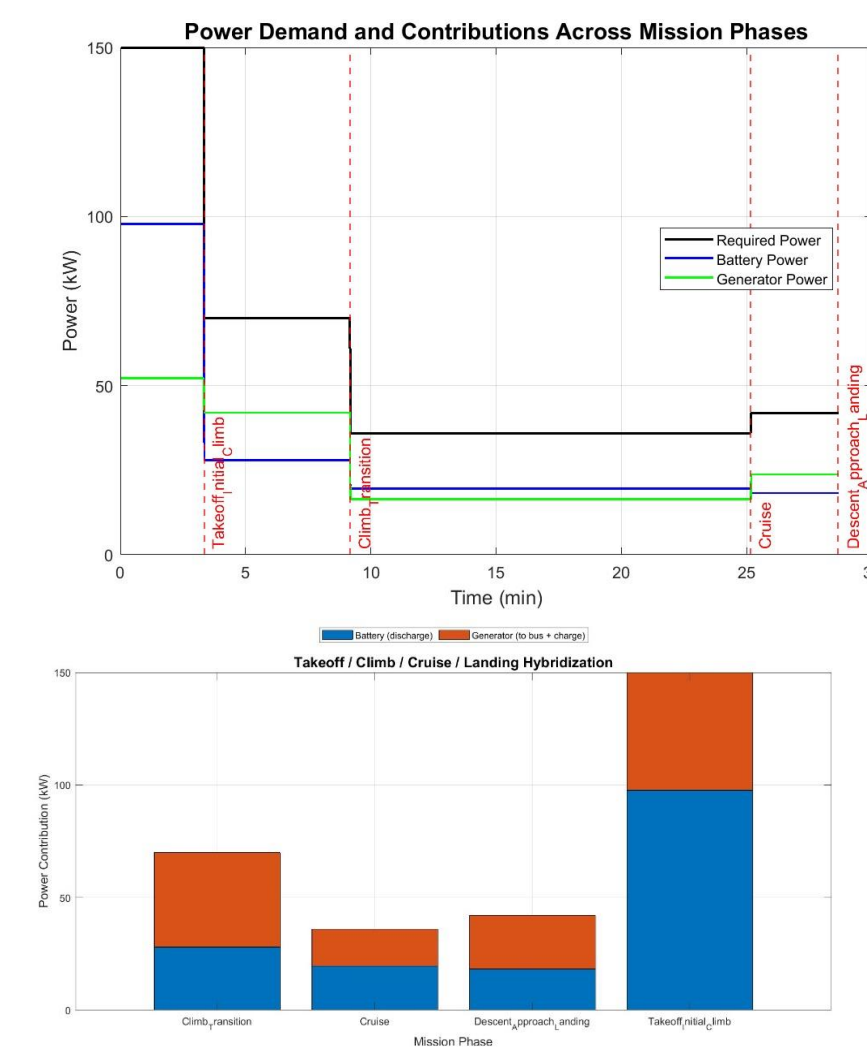 Power Demand and Contributions Across Mission Phases
150
100
50
0
Power (kW)
Required Power
Battery Power
Generator Power
Takeoff_Initial_Climb
Climb_Transition
Cruise
Descent_Approach_Landing
0 5 10 15 20 25
Time (min)
Battery (discharge) Generator (to bus + charge)
Takeoff / Climb / Cruise / Landing Hybridization
150
100
50
0
Power Contribution (kW)
Climb_Transition Cruise Descent_Approach_Landing Takeoff_Initial_Climb
Mission Phase